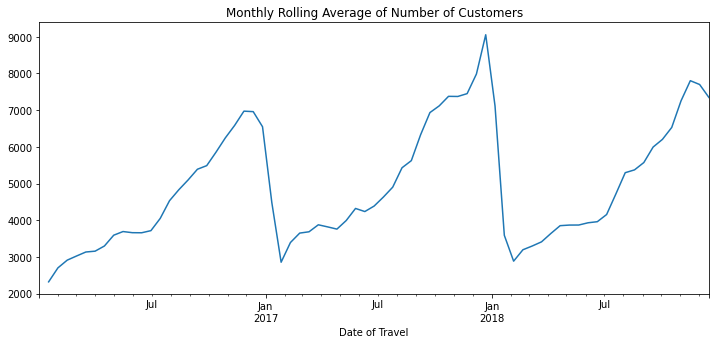 Monthly Rolling Average of Number of Customers
9000
8000
7000
6000
5000
4000
3000
2000
Jul
Jan
2017
Jul
Jan
2018
Jul
Date of Travel